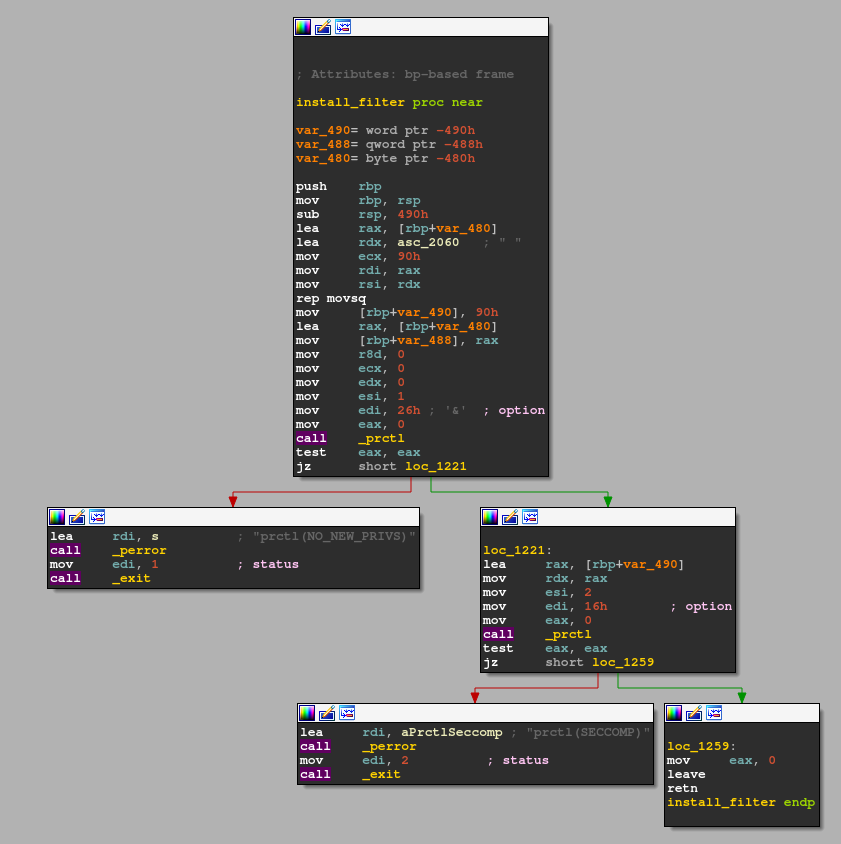 ; Attributes: bp-based frame
install_filter proc near
var_490= word ptr -490h
var_488= qword ptr -488h
var_480= byte ptr -480h
push rbp
mov rbp, rsp
sub rsp, 490h
lea rax, [rbp+var_480]
lea rdx, asc_2060 ; " "
mov ecx, 90h
mov rdi, rax
mov rsi, rdx
rep movsq
mov [rbp+var_490], 90h
lea rax, [rbp+var_480]
mov [rbp+var_488], rax
mov r8d, 0
mov ecx, 0
mov edx, 0
mov esi, 1
mov edi, 26h ; '&' ; option
mov eax, 0
call _prctl
test eax, eax
jz short loc_1221
lea rdi, s ; "prctl(NO_NEW_PRIVS)"
call _perror
mov edi, 1 ; status
call _exit
loc_1221:
lea rax, [rbp+var_490]
mov rdx, rax
mov esi, 2
mov edi, 16h ; option
mov eax, 0
call _prctl
test eax, eax
jz short loc_1259
lea rdi, aPrctlSeccomp ; "prctl(SECCOMP)"
call _perror
mov edi, 2 ; status
call _exit
loc_1259:
mov eax, 0
leave
retn
install_filter endp